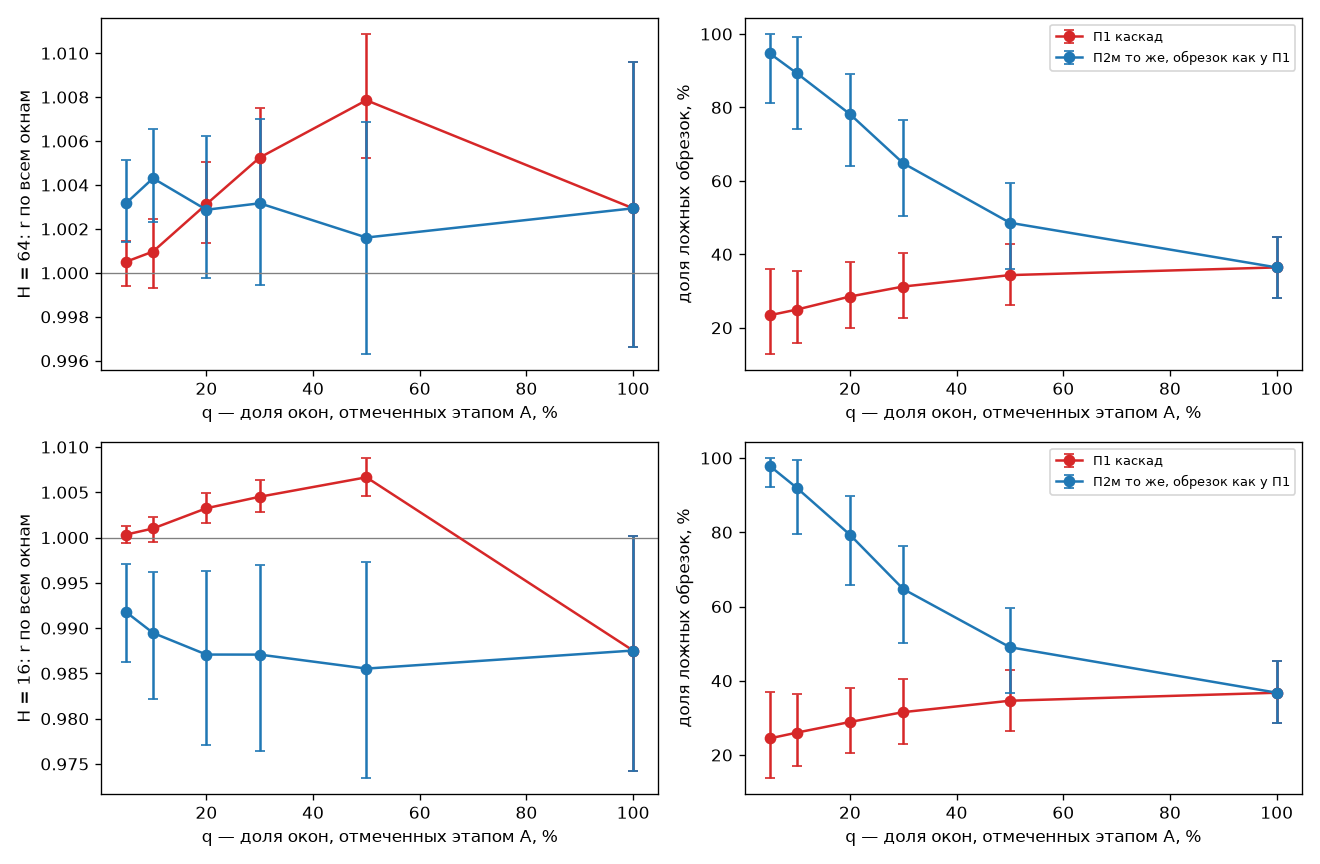 1.010
1.008
1.006
1.004
1.002
1.000
0.998
0.996
H = 64: r по всем окнам
20 40 60 80 100
q — доля окон, отмеченных этапом A, %
100
80
60
40
20
доля ложных обрезок, %
П1 каскад
П2м то же, обрезок как у П1
20 40 60 80 100
q — доля окон, отмеченных этапом A, %
1.010
1.005
1.000
0.995
0.990
0.985
0.980
0.975
H = 16: r по всем окнам
20 40 60 80 100
q — доля окон, отмеченных этапом A, %
100
80
60
40
20
доля ложных обрезок, %
П1 каскад
П2м то же, обрезок как у П1
20 40 60 80 100
q — доля окон, отмеченных этапом A, %